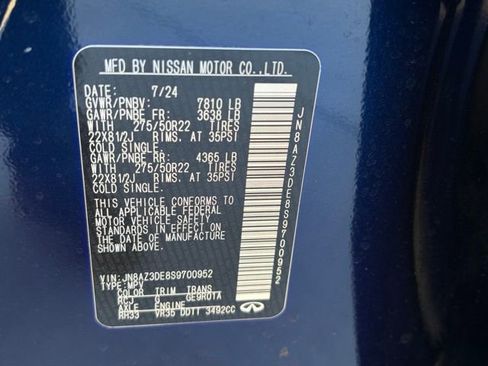 MFD BY NISSAN MOTOR CO.,LTD.
DATE: 7/24
GVWR/PNBV: 7810 LB
GAWR/PNBE FR: 3638 LB
WITH 275/50R22 TIRES
22X81/2J RIMS, AT 35PSI
COLD SINGLE.
GAWR/PNBE RR: 4365 LB
WITH 275/50R22 TIRES
22X81/2J RIMS, AT 35PSI
COLD SINGLE.
THIS VEHICLE CONFORMS TO
ALL APPLICABLE FEDERAL
MOTOR VEHICLE SAFETY
STANDARDS IN EFFECT ON
THE DATE OF MANUFACTURE
SHOWN ABOVE.
VIN: JN8AZ3DE8S9700952
TYPE: MPV
COLOR TRIM TRANS
RCJ G GE9R01A
AXLE ENGINE
RH33 VR35 DDTT 3492CC
INFINITI
JN8AZ3DE8S9700952